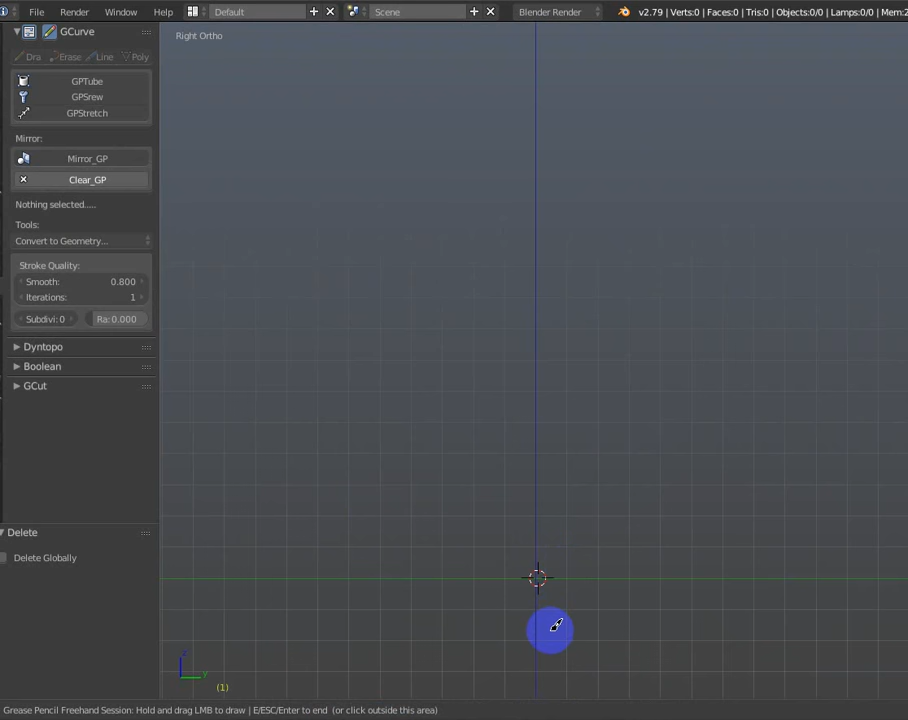 File Render Window Help Default Scene Blender Render v2.79 | Verts:0 | Faces:0 | Tris:0 | Objects:0/0 | Lamps:0/0 | Mem:2
GCurve
Right Ortho
Dra Erase Line Poly
GPTube
GPSrew
GPStretch
Mirror:
Mirror_GP
Clear_GP
Nothing selected.....
Tools:
Convert to Geometry...
Stroke Quality:
Smooth: 0.800
Iterations: 1
Subdivi: 0 Ra: 0.000
Dyntopo
Boolean
GCut
Delete
Delete Globally
z
y
(1)
Grease Pencil Freehand Session: Hold and drag LMB to draw | E/ESC/Enter to end (or click outside this area)